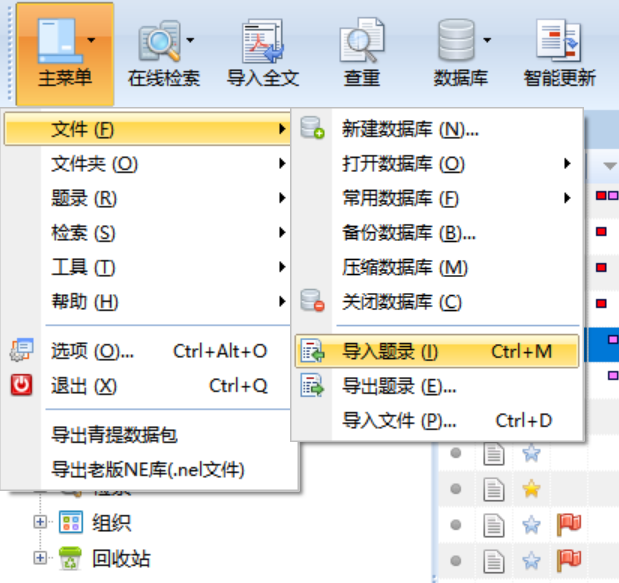 主菜单
在线检索
导入全文
查重
数据库
智能更新
文件 (F)
文件夹 (O)
题录 (R)
检索 (S)
工具 (T)
帮助 (H)
选项 (O)... Ctrl+Alt+O
退出 (X) Ctrl+Q
导出青提数据包
导出老版NE库(.nel文件)
新建数据库 (N)...
打开数据库 (O)
常用数据库 (F)
备份数据库 (B)...
压缩数据库 (M)
关闭数据库 (C)
导入题录 (I) Ctrl+M
导出题录 (E)...
导入文件 (P)... Ctrl+D
组织
回收站